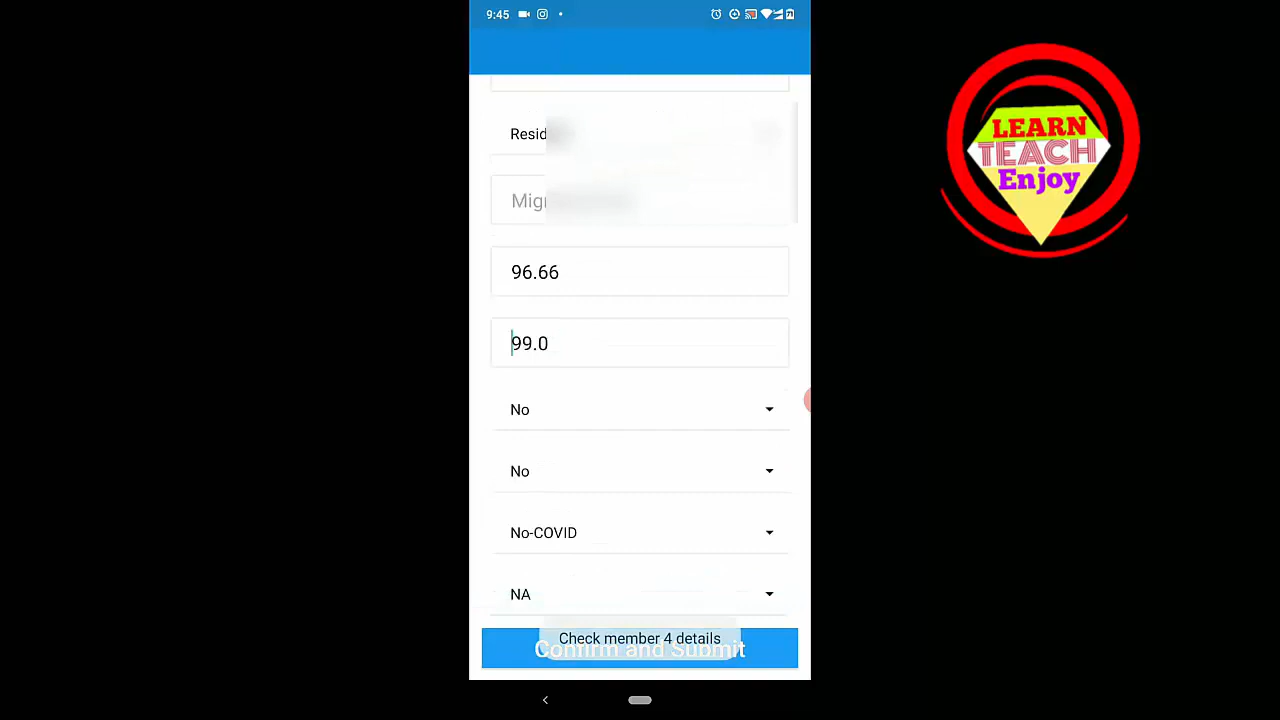 9:45
LEARN
TEACH
Enjoy
Resid
Migr
96.66
99.0
No
No
No-COVID
NA
Check member 4 details
Confirm and Submit